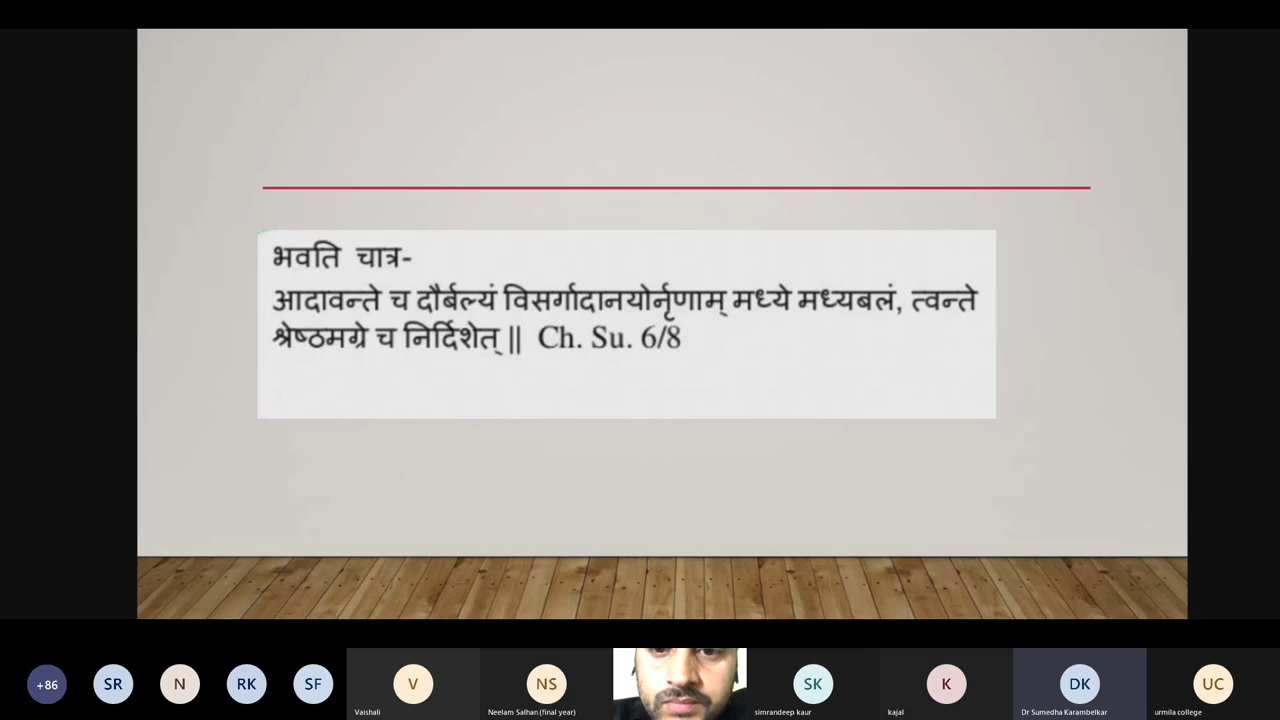 भवति चात्र-
आदावन्ते च दौर्बल्यं विसर्गादानयोर्नृणाम् मध्ये मध्यबलं, त्वन्ते
श्रेष्ठमग्रे च निर्दिशेत् || Ch. Su. 6/8
+86
SR
N
RK
SF
V
NS
SK
K
DK
UC
Vaishali
Neelam Salhan (final year)
simrandeep kaur
kajal
Dr Sumedha Karambelkar
urmila college